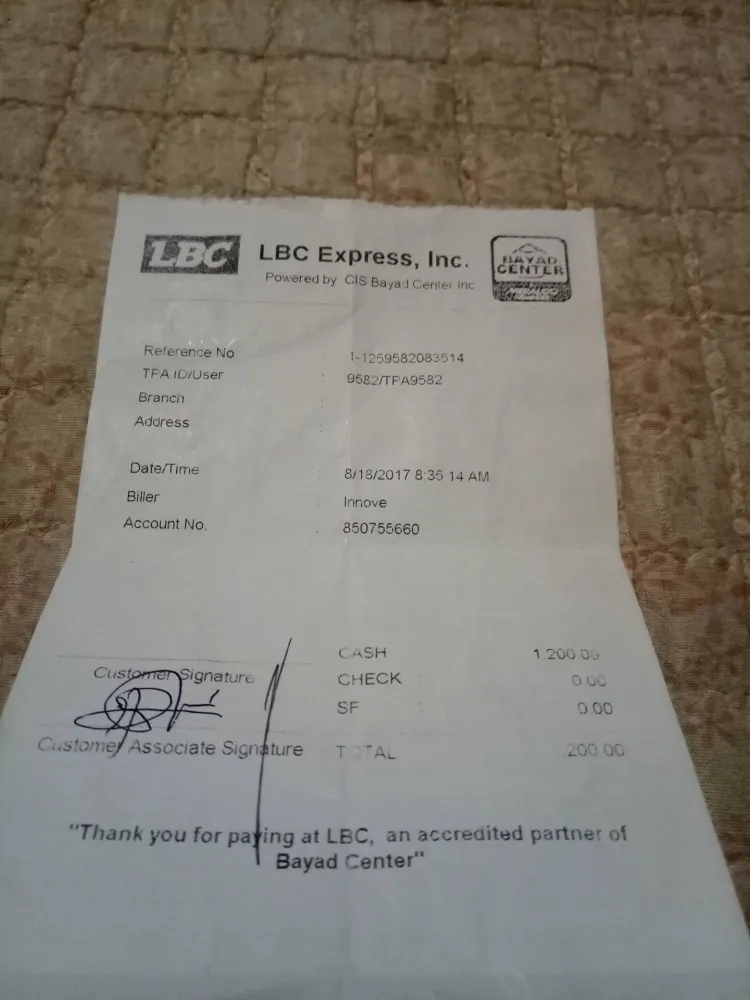 LBC LBC Express, Inc. BAYAD CENTER
Powered by CIS Bayad Center Inc
Reference No : 1-1259582083514
TPA ID/User : 9582/TPA9582
Branch :
Address :
Date/Time : 8/18/2017 8:35 14 AM
Biller : Innove
Account No. : 850755660
CASH : 1,200.00
Customer Signature CHECK : 0.00
SF : 0.00
Customer Associate Signature TOTAL 200.00
"Thank you for paying at LBC, an accredited partner of
Bayad Center"